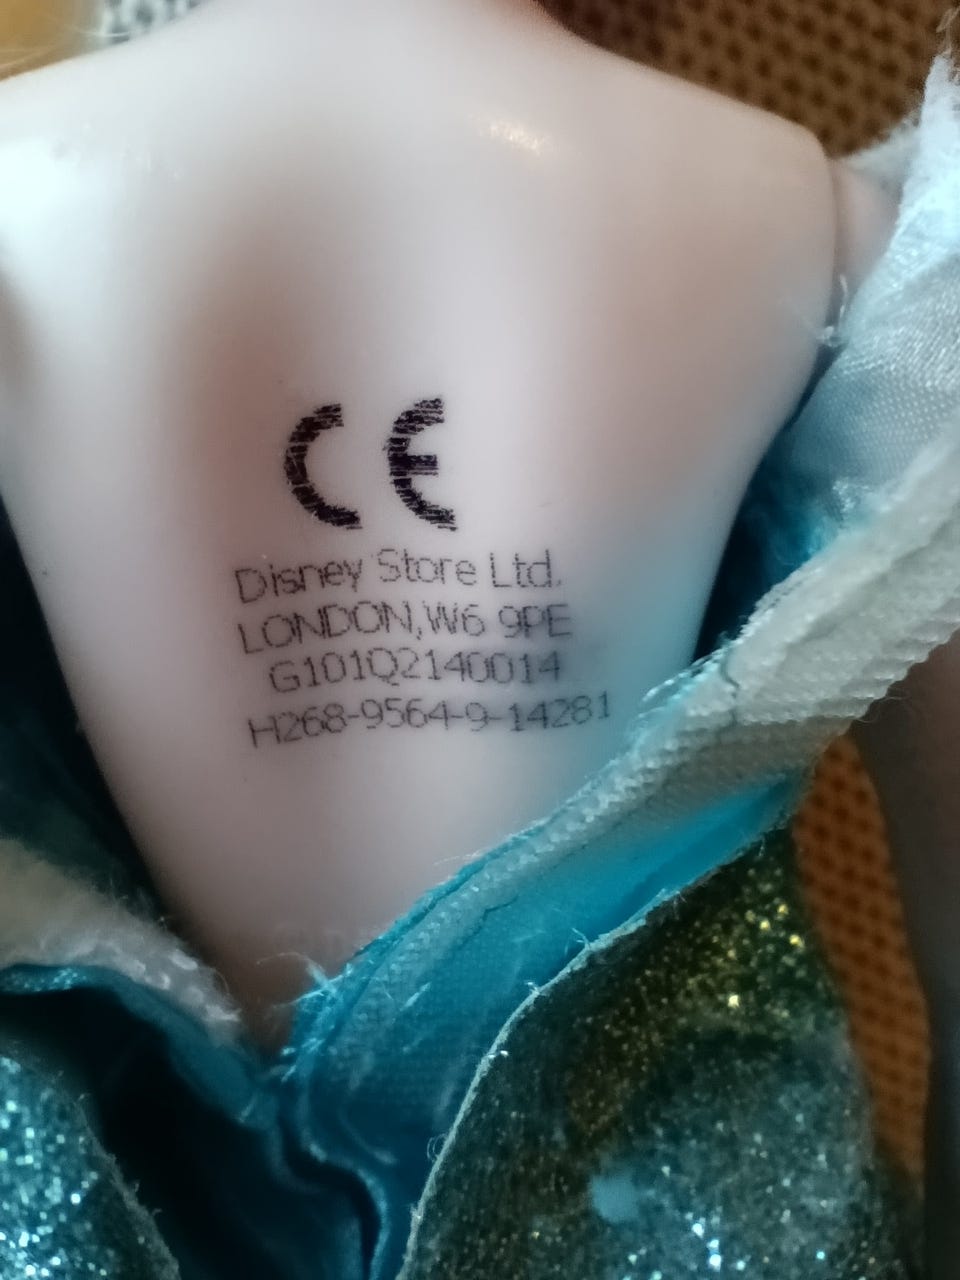 CE
Disney Store Ltd.
LONDON,W6 9PE
G101Q2140014
H268-9564-9-14281